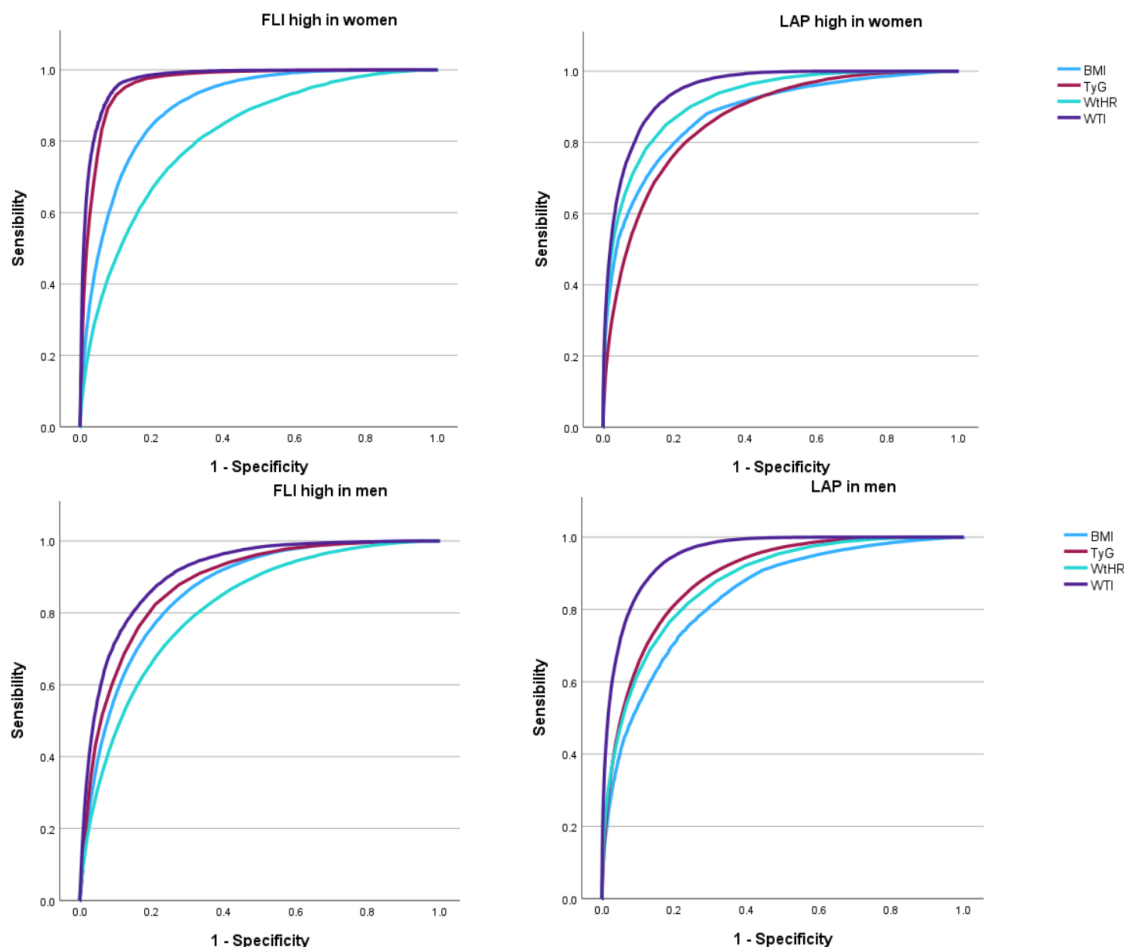 FLI high in women
LAP high in women
1.0
0.8
0.6
0.4
0.2
0.0
0.0 0.2 0.4 0.6 0.8 1.0
Sensibility
1 - Specificity
1.0
0.8
0.6
0.4
0.2
0.0
0.0 0.2 0.4 0.6 0.8 1.0
Sensibility
1 - Specificity
BMI
TyG
WtHR
WTI
FLI high in men
LAP in men
1.0
0.8
0.6
0.4
0.2
0.0
0.0 0.2 0.4 0.6 0.8 1.0
Sensibility
1 - Specificity
1.0
0.8
0.6
0.4
0.2
0.0
0.0 0.2 0.4 0.6 0.8 1.0
Sensibility
1 - Specificity
BMI
TyG
WtHR
WTI